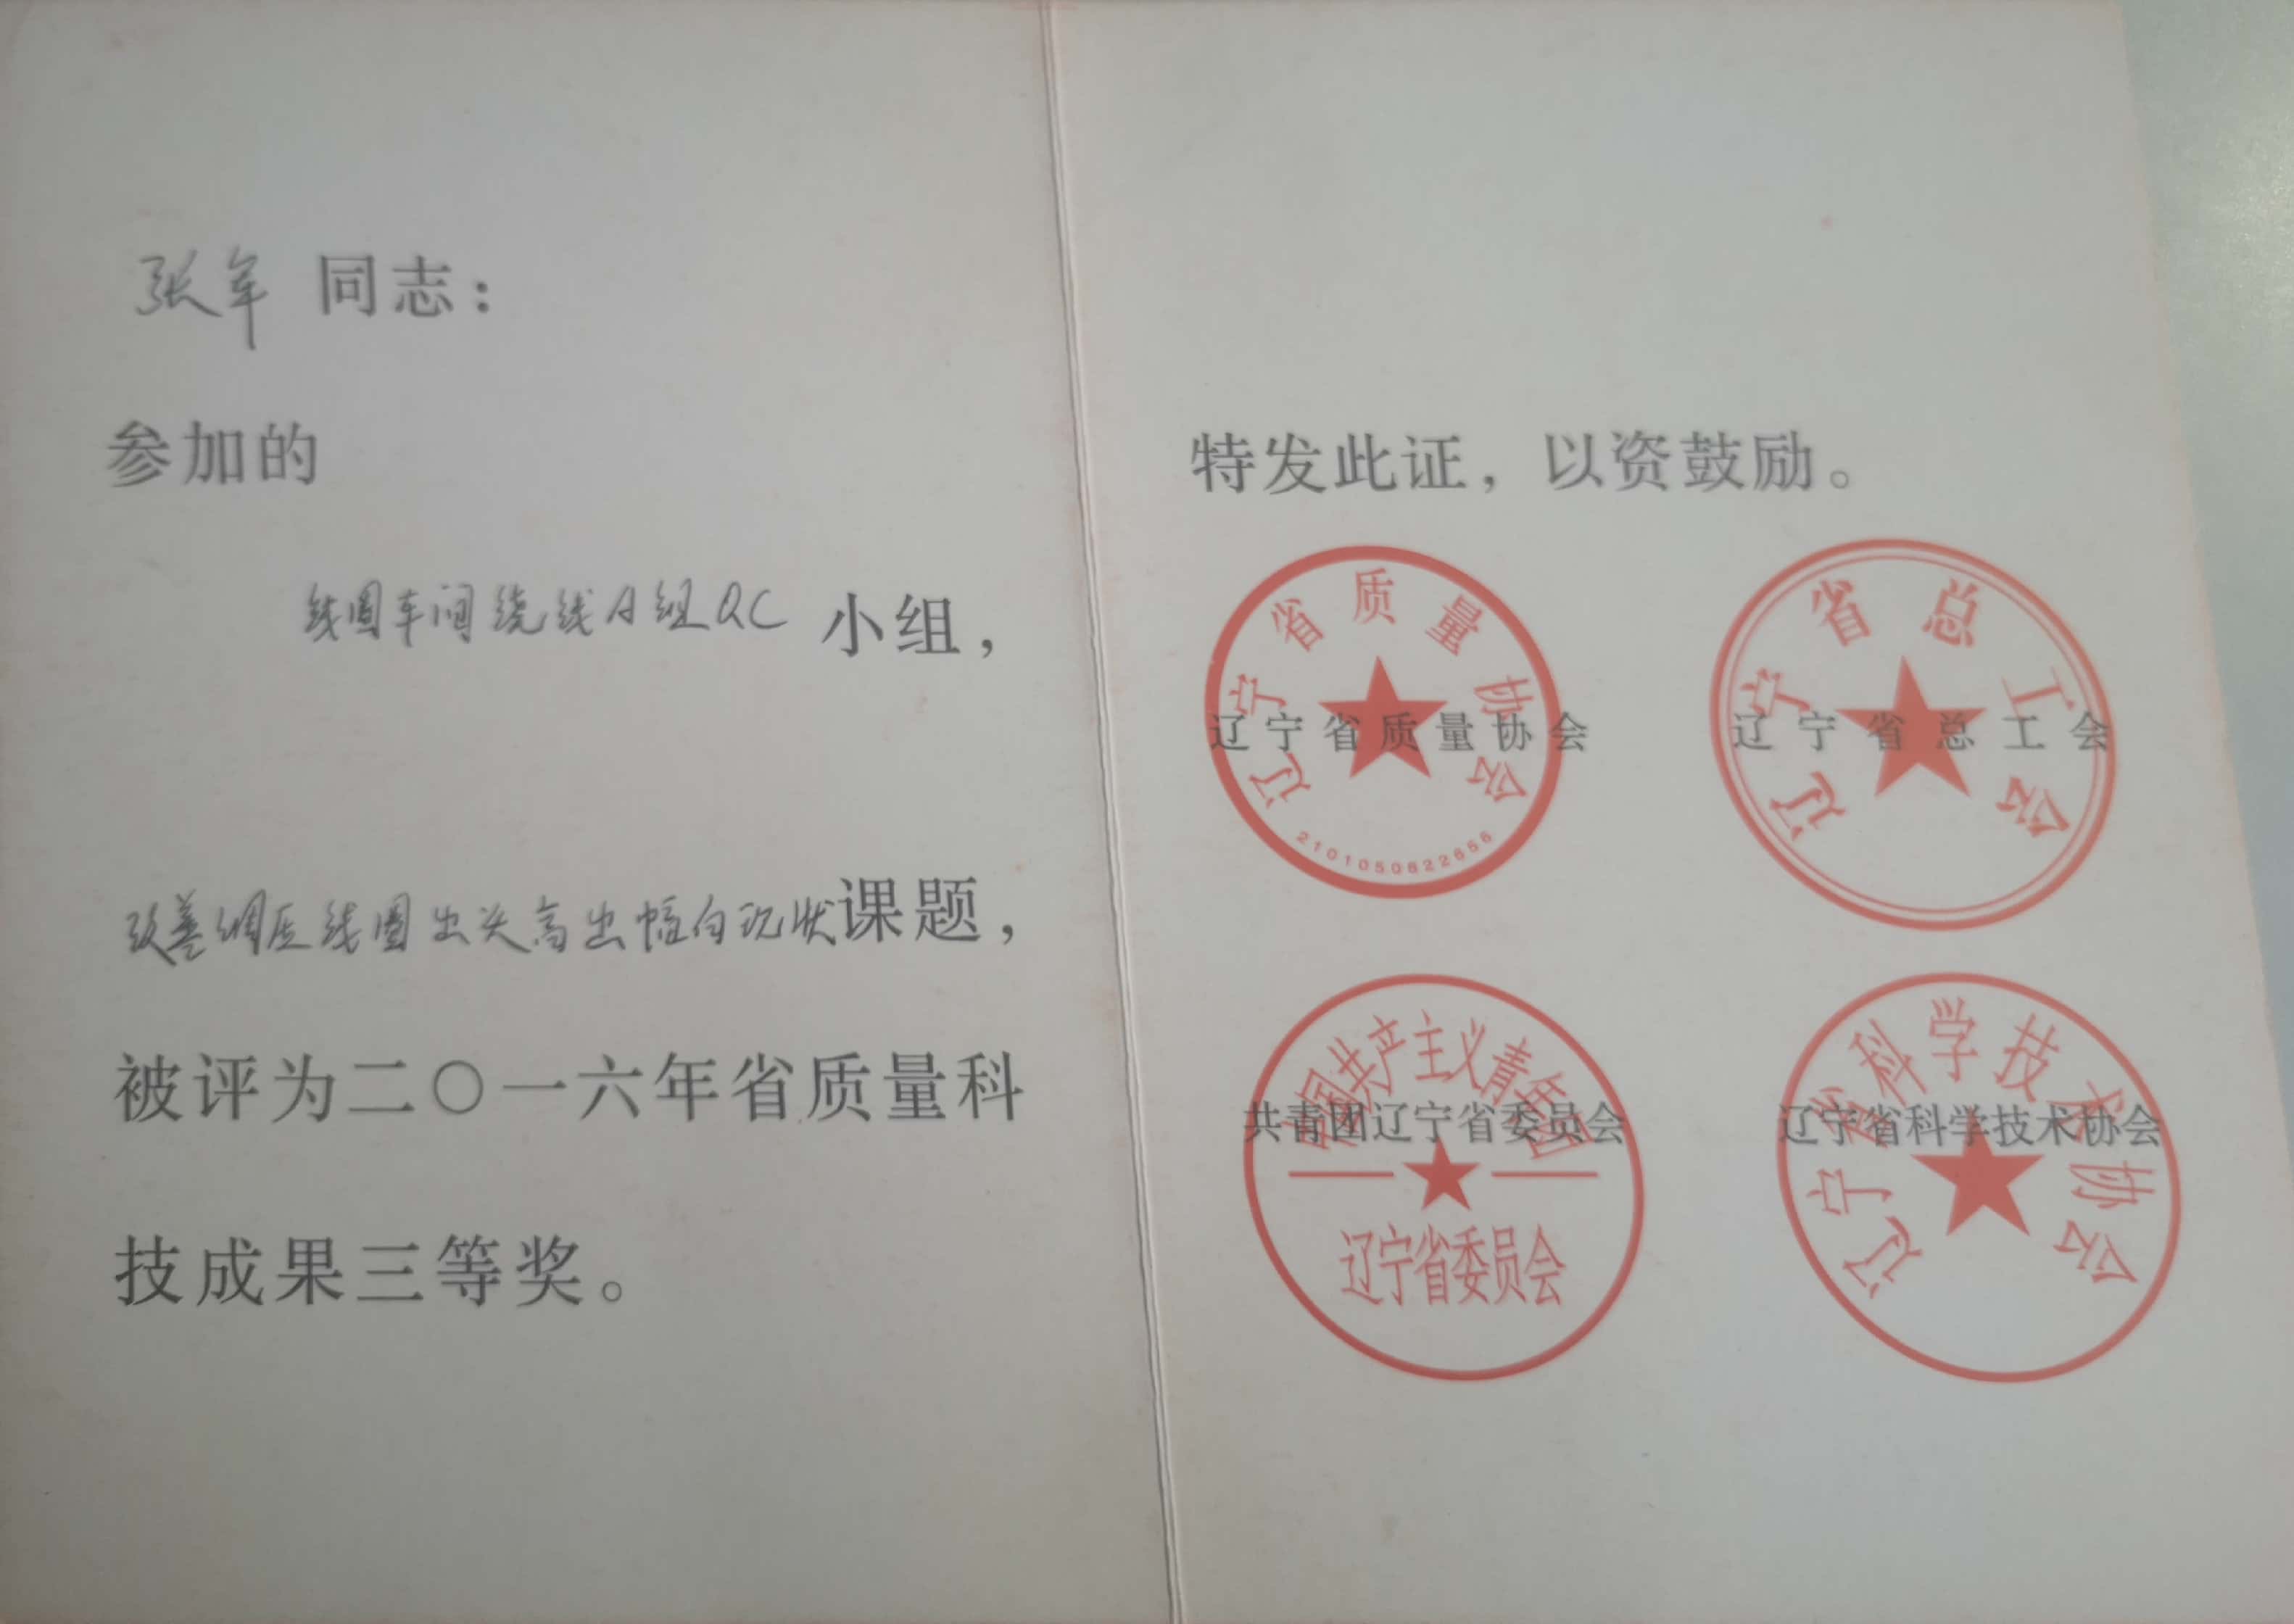 张军 同志：
参加的
线圈车间绕线A组QC 小组，
改善调压线圈出头高出幅向现状课题，
被评为二〇一六年省质量科
技成果三等奖。
特发此证，以资鼓励。
辽宁省质量协会
辽宁省质量协会
2101050822656
辽宁省总工会
辽宁省总工会
中国共产主义青年团
共青团辽宁省委员会
辽宁省委员会
辽宁省科学技术协会
辽宁省科学技术协会